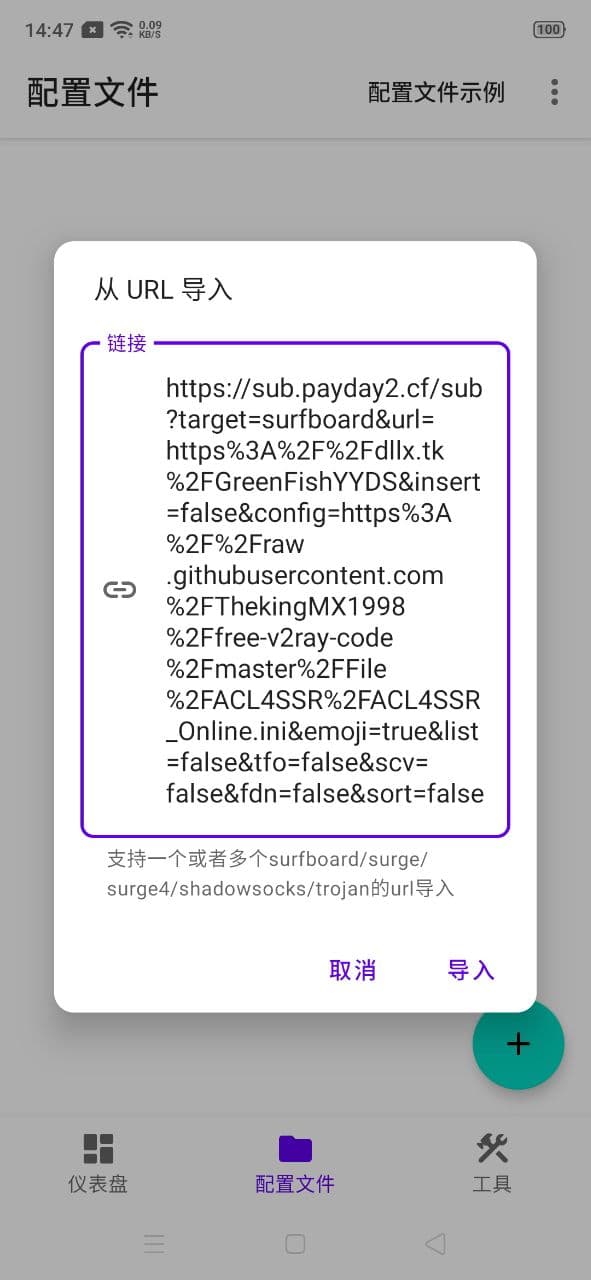 14:47 0.09 KB/S 100
配置文件 配置文件示例
从 URL 导入
链接
https://sub.payday2.cf/sub
?target=surfboard&url=
https%3A%2F%2Fdllx.tk
%2FGreenFishYYDS&insert
=false&config=https%3A
%2F%2Fraw
.githubusercontent.com
%2FThekingMX1998
%2Ffree-v2ray-code
%2Fmaster%2FFile
%2FACL4SSR%2FACL4SSR
_Online.ini&emoji=true&list
=false&tfo=false&scv=
false&fdn=false&sort=false
支持一个或者多个surfboard/surge/
surge4/shadowsocks/trojan的url导入
取消 导入
仪表盘 配置文件 工具